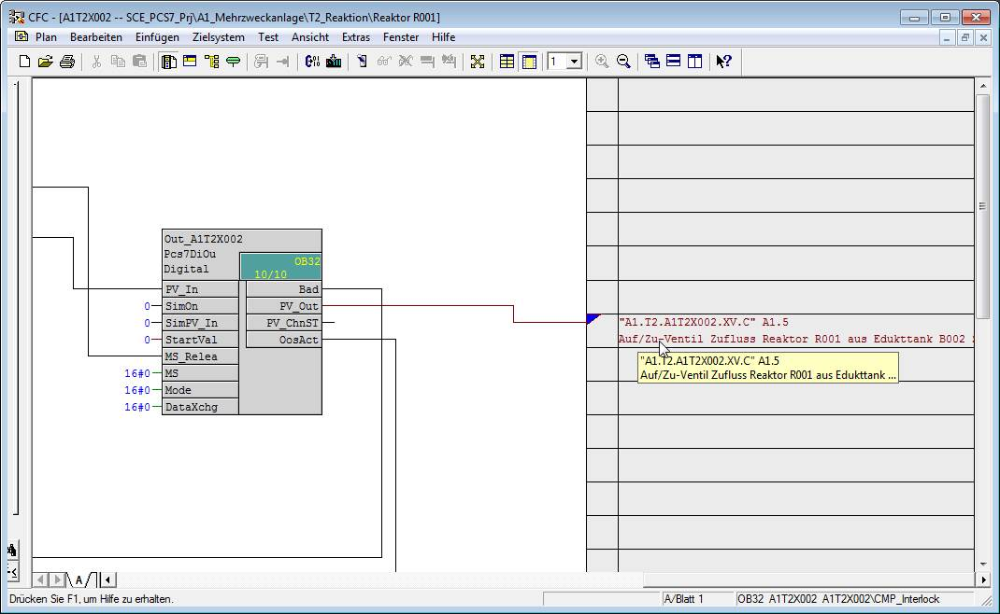 CFC - [A1T2X002 -- SCE_PCS7_Prj\A1_Mehrzweckanlage\T2_Reaktion\Reaktor R001]
Plan Bearbeiten Einfügen Zielsystem Test Ansicht Extras Fenster Hilfe
1
Out_A1T2X002
Pcs7DiOu
Digital
OB32
10/10
PV_In Bad
0 SimOn PV_Out
0 SimPV_In PV_ChnST
0 StartVal OosAct
MS_Relea
16#0 MS
16#0 Mode
16#0 DataXchg
"A1.T2.A1T2X002.XV.C" A1.5
Auf/Zu-Ventil Zufluss Reaktor R001 aus Edukttank B002
"A1.T2.A1T2X002.XV.C" A1.5
Auf/Zu-Ventil Zufluss Reaktor R001 aus Edukttank ...
A
Drücken Sie F1, um Hilfe zu erhalten.
A/Blatt 1
OB32 A1T2X002 A1T2X002\CMP_Interlock